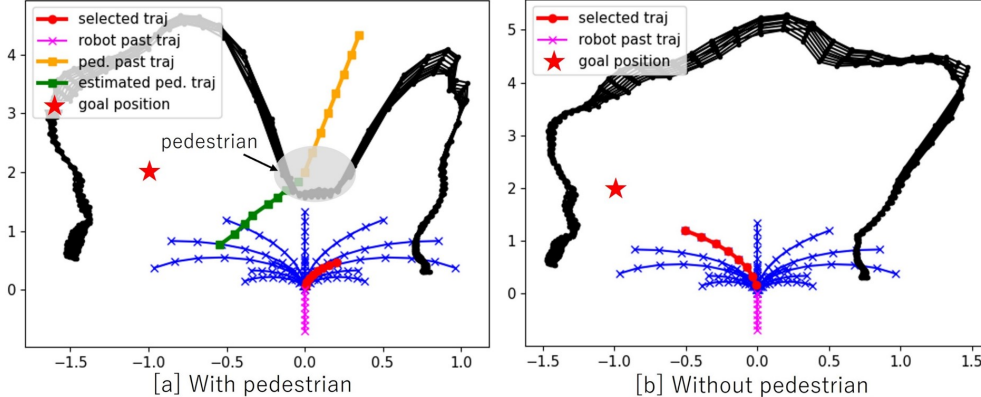 selected traj
robot past traj
ped. past traj
estimated ped. traj
goal position
pedestrian
4
3
2
1
0
−1.5
−1.0
−0.5
0.0
0.5
1.0
[a] With pedestrian
selected traj
robot past traj
goal position
5
4
3
2
1
0
−1.5
−1.0
−0.5
0.0
0.5
1.0
1.5
[b] Without pedestrian